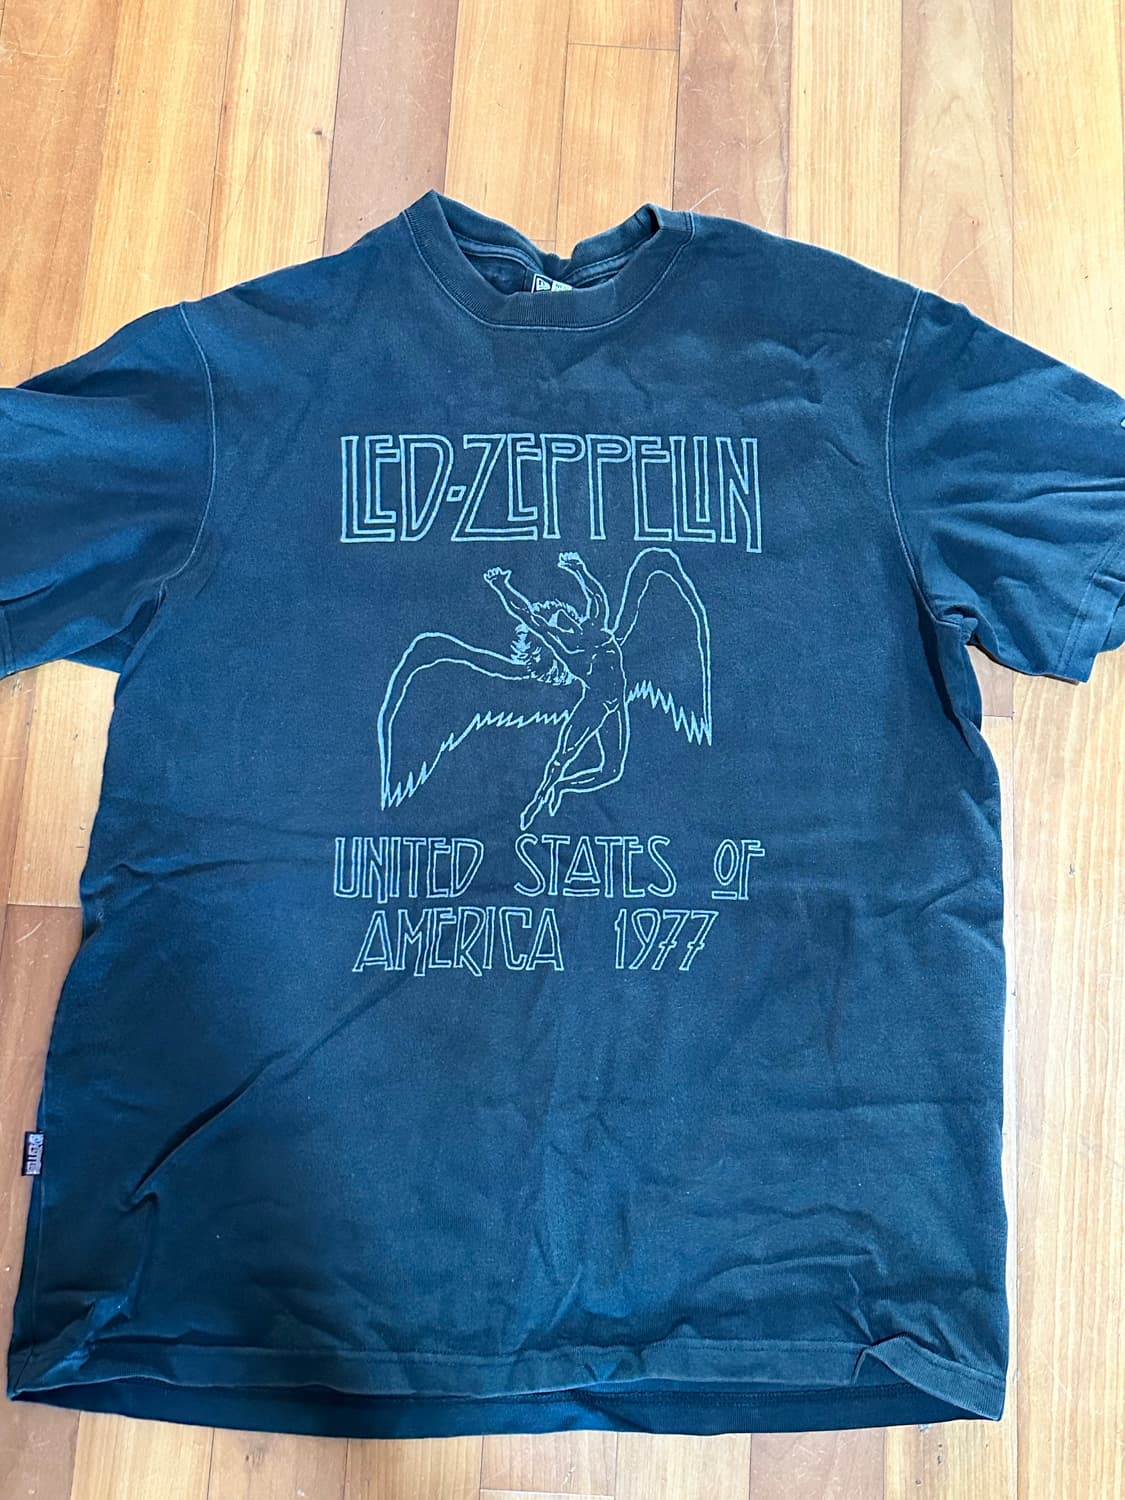 LED-ZEPPELIN
UNITED STATES OF
AMERICA 1977